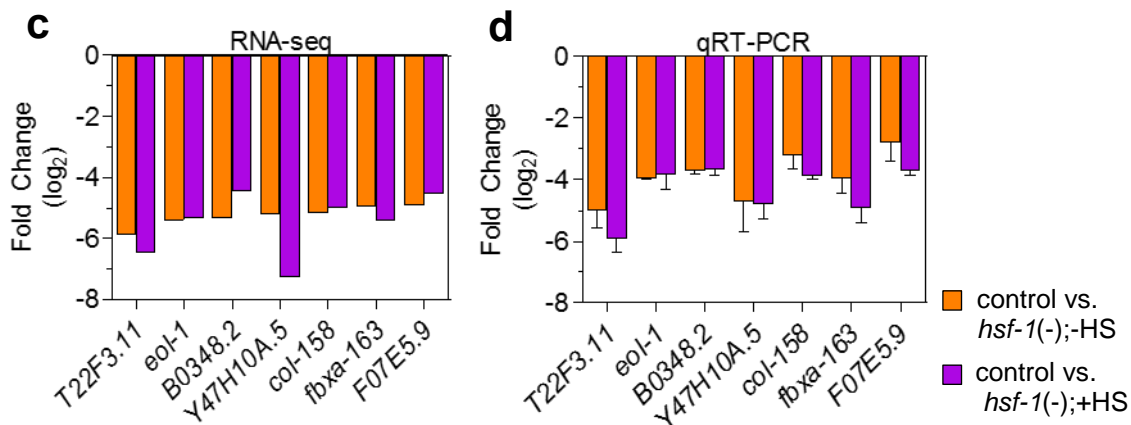 c
RNA-seq
0
-2
-4
-6
-8
Fold Change
(log2)
T22F3.11
eol-1
B0348.2
Y47H10A.5
col-158
fbxa-163
F07E5.9
d
qRT-PCR
0
-2
-4
-6
-8
Fold Change
(log2)
T22F3.11
eol-1
B0348.2
Y47H10A.5
col-158
fbxa-163
F07E5.9
control vs.
hsf-1(-);-HS
control vs.
hsf-1(-);+HS